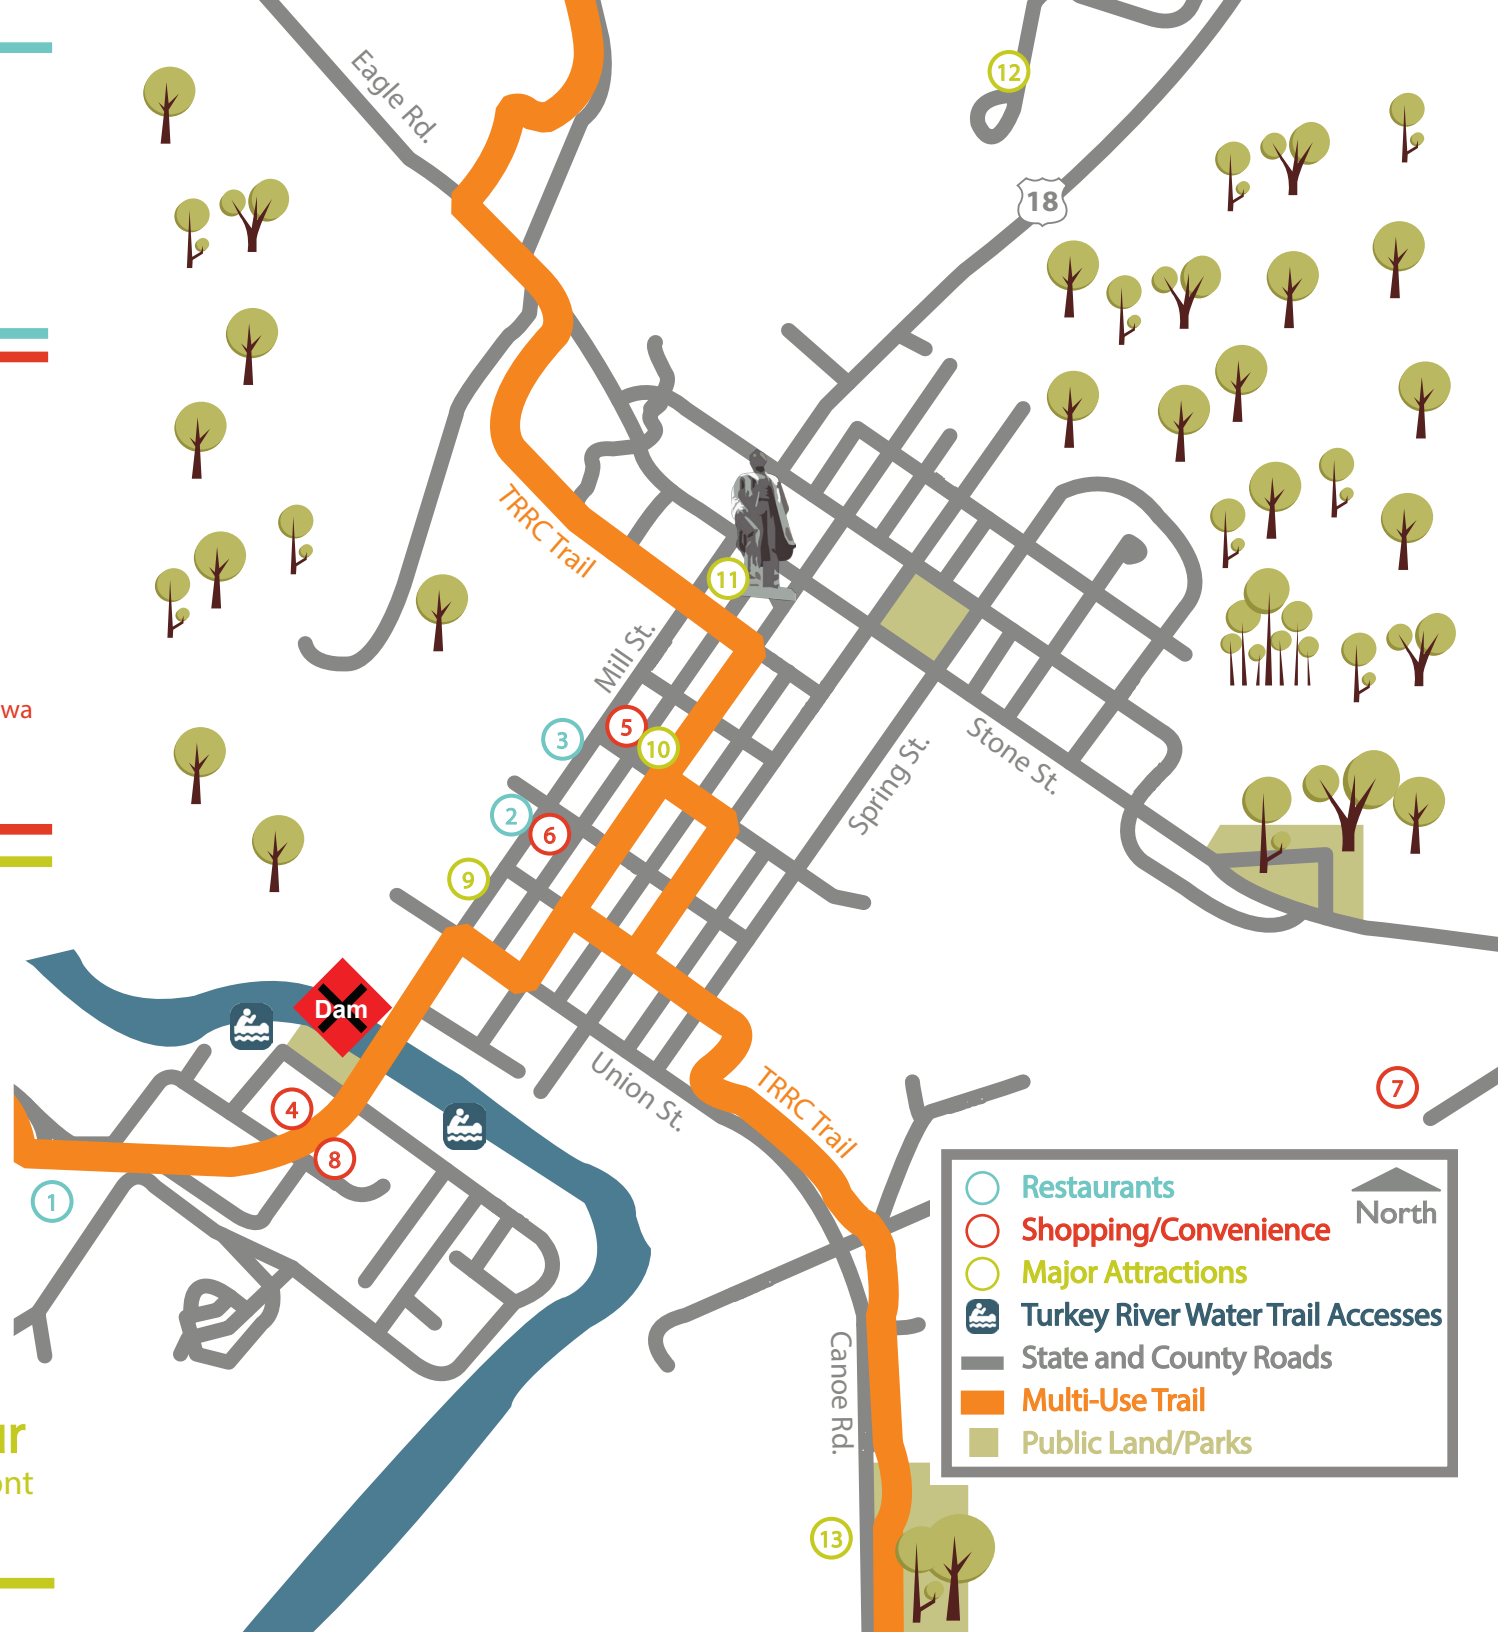 Eagle Rd.
12
18
TRRC Trail
11
Mill St.
wa
3
5
10
Stone St.
Spring St.
2
6
9
Dam
4
Union St.
TRRC Trail
7
8
1
Restaurants
North
Shopping/Convenience
Major Attractions
Turkey River Water Trail Accesses
State and County Roads
Multi-Use Trail
Public Land/Parks
Canoe Rd.
ur
ont
13